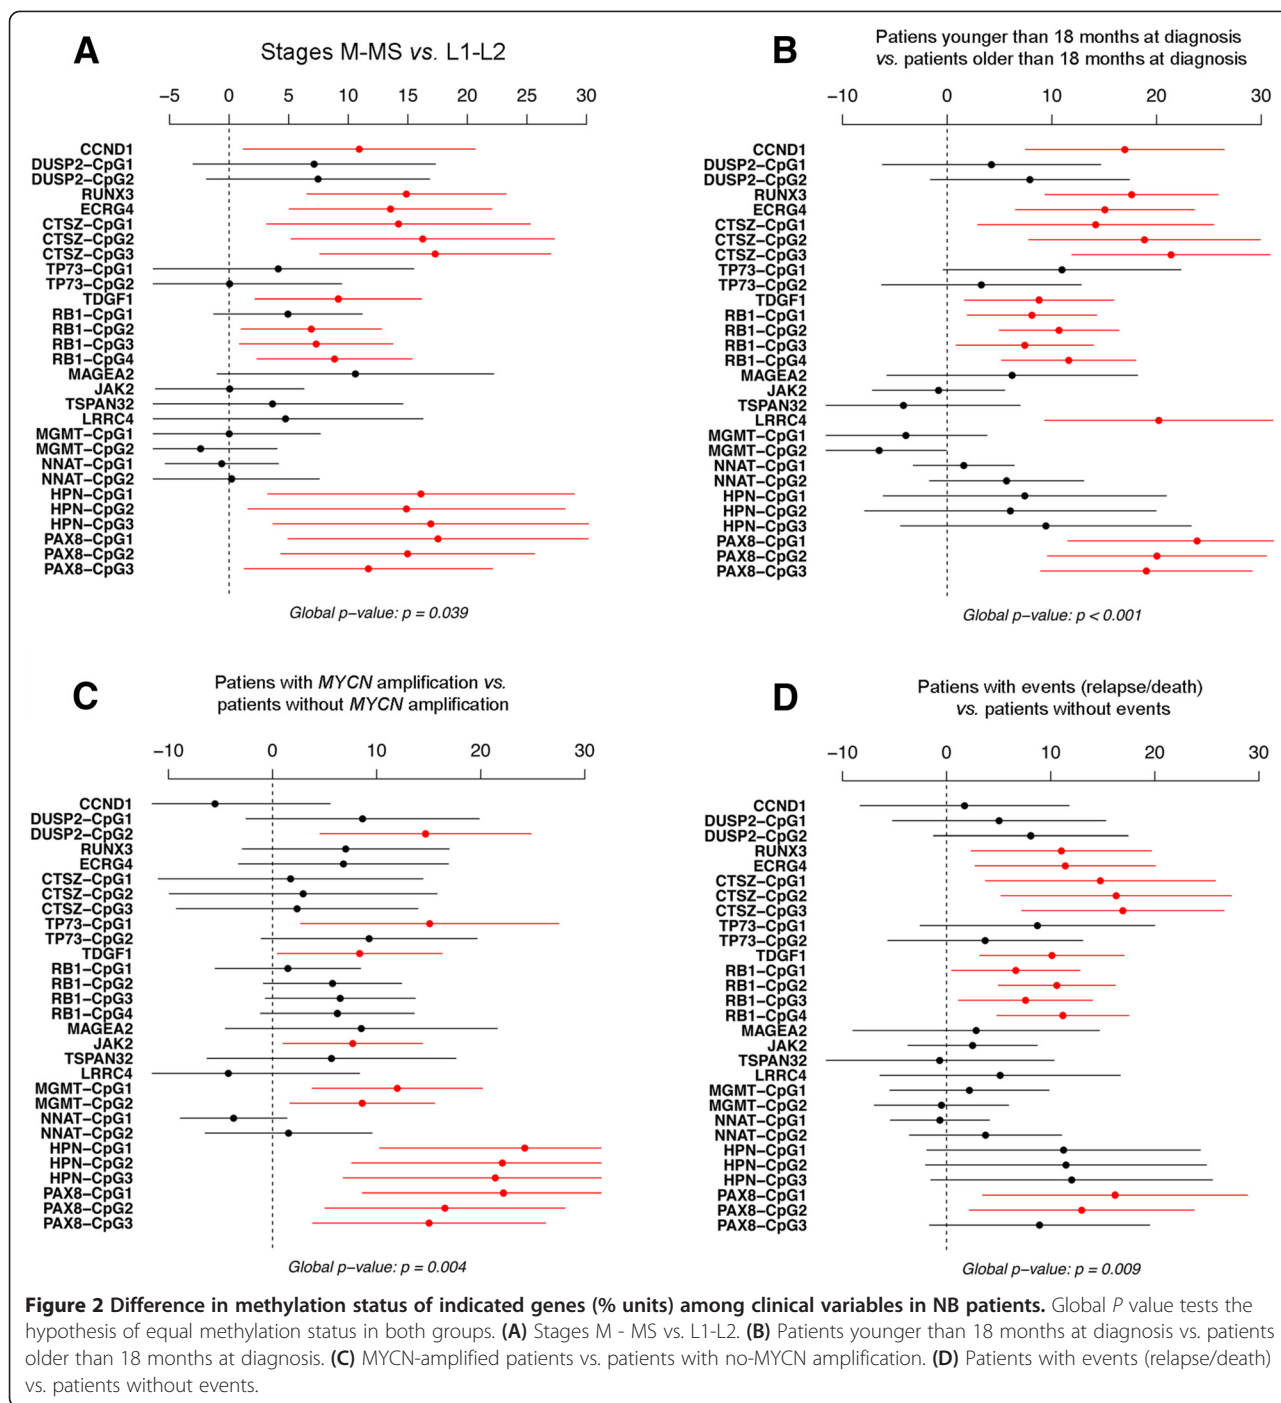 A
Stages M-MS vs. L1-L2
−5 0 5 10 15 20 25 30
CCND1
DUSP2−CpG1
DUSP2−CpG2
RUNX3
ECRG4
CTSZ−CpG1
CTSZ−CpG2
CTSZ−CpG3
TP73−CpG1
TP73−CpG2
TDGF1
RB1−CpG1
RB1−CpG2
RB1−CpG3
RB1−CpG4
MAGEA2
JAK2
TSPAN32
LRRC4
MGMT−CpG1
MGMT−CpG2
NNAT−CpG1
NNAT−CpG2
HPN−CpG1
HPN−CpG2
HPN−CpG3
PAX8−CpG1
PAX8−CpG2
PAX8−CpG3
Global p−value: p = 0.039
B
Patiens younger than 18 months at diagnosis
vs. patients older than 18 months at diagnosis
−10 0 10 20 30
CCND1
DUSP2−CpG1
DUSP2−CpG2
RUNX3
ECRG4
CTSZ−CpG1
CTSZ−CpG2
CTSZ−CpG3
TP73−CpG1
TP73−CpG2
TDGF1
RB1−CpG1
RB1−CpG2
RB1−CpG3
RB1−CpG4
MAGEA2
JAK2
TSPAN32
LRRC4
MGMT−CpG1
MGMT−CpG2
NNAT−CpG1
NNAT−CpG2
HPN−CpG1
HPN−CpG2
HPN−CpG3
PAX8−CpG1
PAX8−CpG2
PAX8−CpG3
Global p−value: p < 0.001
C
Patiens with MYCN amplification vs.
patients without MYCN amplification
−10 0 10 20 30
CCND1
DUSP2−CpG1
DUSP2−CpG2
RUNX3
ECRG4
CTSZ−CpG1
CTSZ−CpG2
CTSZ−CpG3
TP73−CpG1
TP73−CpG2
TDGF1
RB1−CpG1
RB1−CpG2
RB1−CpG3
RB1−CpG4
MAGEA2
JAK2
TSPAN32
LRRC4
MGMT−CpG1
MGMT−CpG2
NNAT−CpG1
NNAT−CpG2
HPN−CpG1
HPN−CpG2
HPN−CpG3
PAX8−CpG1
PAX8−CpG2
PAX8−CpG3
Global p−value: p = 0.004
D
Patiens with events (relapse/death)
vs. patients without events
−10 0 10 20 30
CCND1
DUSP2−CpG1
DUSP2−CpG2
RUNX3
ECRG4
CTSZ−CpG1
CTSZ−CpG2
CTSZ−CpG3
TP73−CpG1
TP73−CpG2
TDGF1
RB1−CpG1
RB1−CpG2
RB1−CpG3
RB1−CpG4
MAGEA2
JAK2
TSPAN32
LRRC4
MGMT−CpG1
MGMT−CpG2
NNAT−CpG1
NNAT−CpG2
HPN−CpG1
HPN−CpG2
HPN−CpG3
PAX8−CpG1
PAX8−CpG2
PAX8−CpG3
Global p−value: p = 0.009
Figure 2 Difference in methylation status of indicated genes (% units) among clinical variables in NB patients. Global P value tests the
hypothesis of equal methylation status in both groups. (A) Stages M - MS vs. L1-L2. (B) Patients younger than 18 months at diagnosis vs. patients
older than 18 months at diagnosis. (C) MYCN-amplified patients vs. patients with no-MYCN amplification. (D) Patients with events (relapse/death)
vs. patients without events.